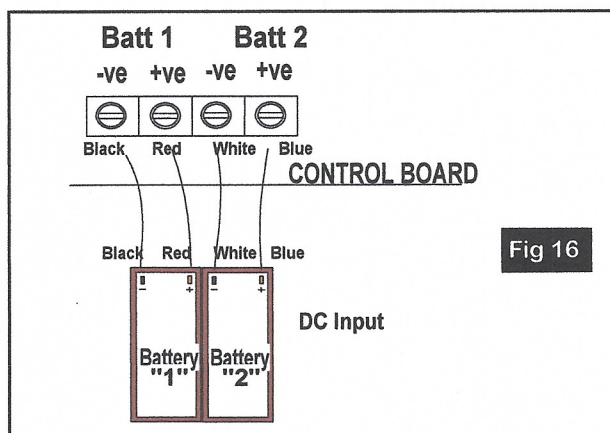 Batt 1 Batt 2
-ve +ve -ve +ve
Black Red White Blue
CONTROL BOARD
Black Red White Blue
Fig 16
- + - +
DC Input
Battery Battery
"1" "2"